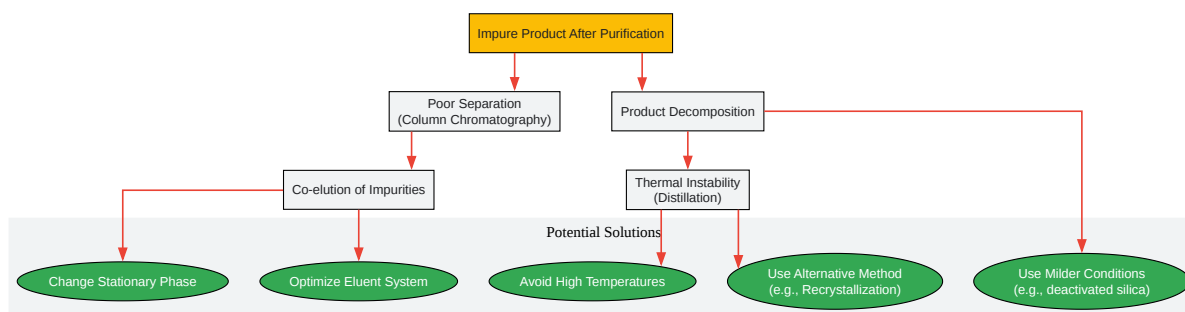 Impure Product After Purification
Poor Separation
(Column Chromatography)
Product Decomposition
Co-elution of Impurities
Thermal Instability
(Distillation)
Potential Solutions
Change Stationary Phase
Optimize Eluent System
Avoid High Temperatures
Use Alternative Method
(e.g., Recrystallization)
Use Milder Conditions
(e.g., deactivated silica)